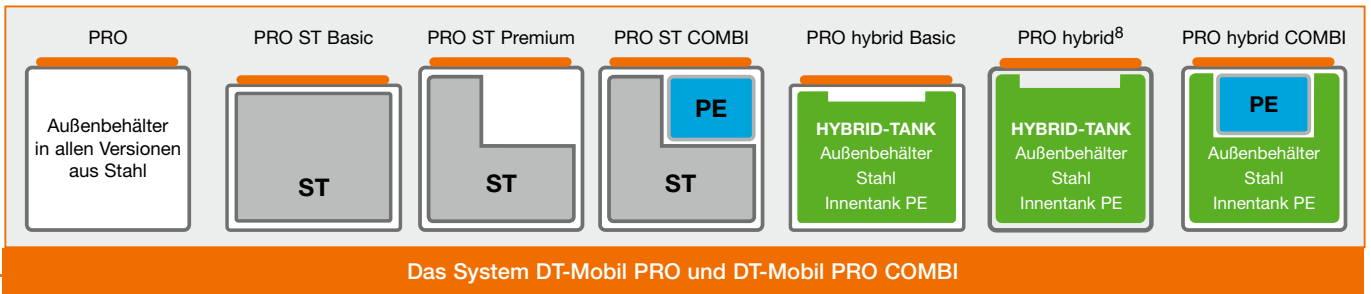 PRO
PRO ST Basic
PRO ST Premium
PRO ST COMBI
PRO hybrid Basic
PRO hybrid⁸
PRO hybrid COMBI
Außenbehälter
in allen Versionen
aus Stahl
ST
ST
PE
ST
HYBRID-TANK
Außenbehälter
Stahl
Innentank PE
HYBRID-TANK
Außenbehälter
Stahl
Innentank PE
PE
Außenbehälter
Stahl
Innentank PE
Das System DT-Mobil PRO und DT-Mobil PRO COMBI